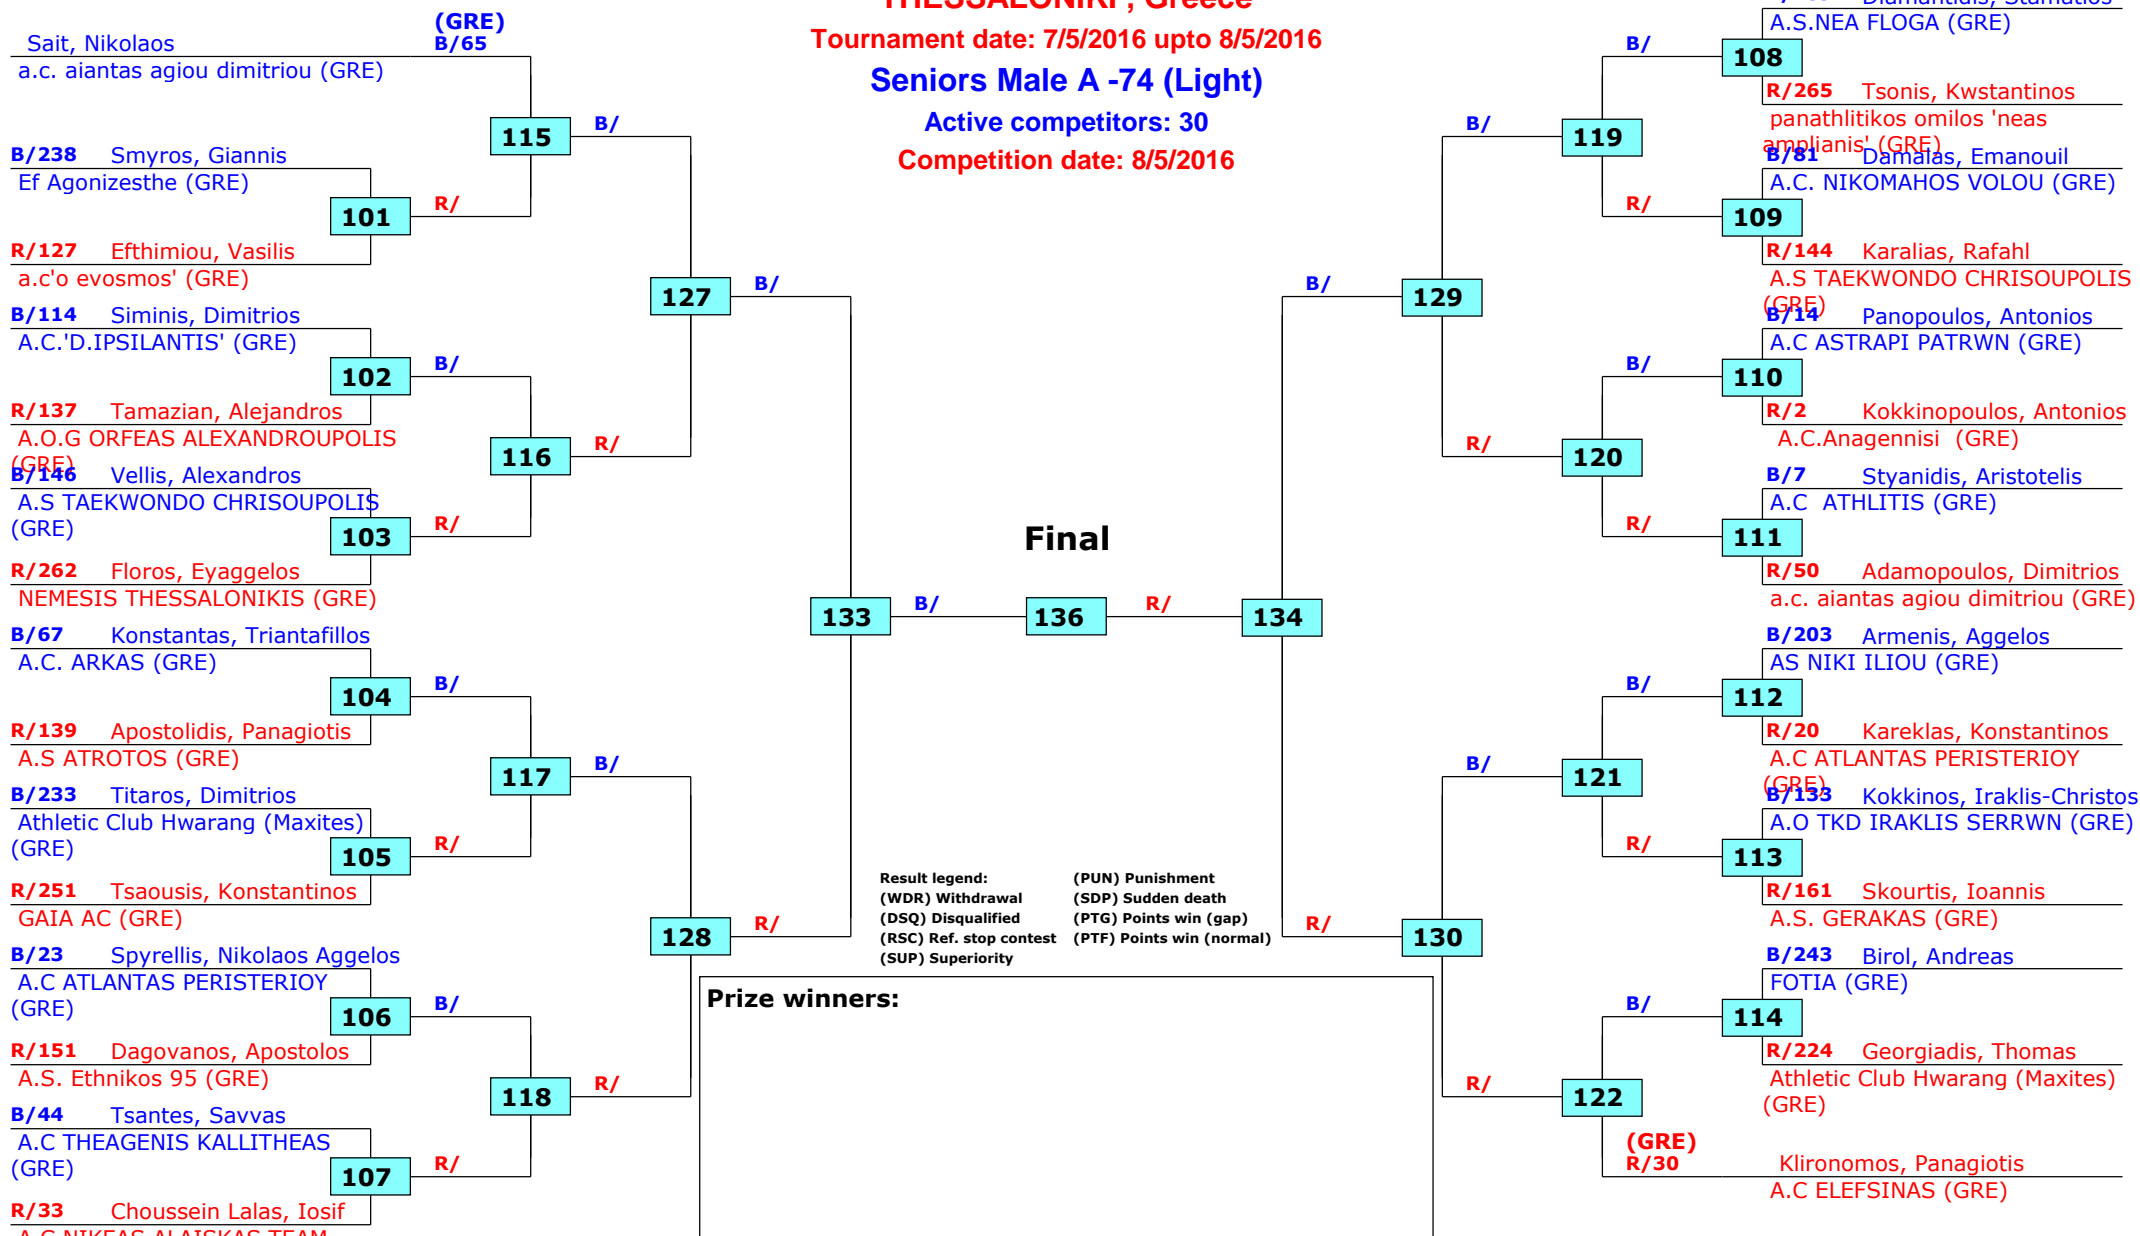 THESSALONIKI , Greece
Tournament date: 7/5/2016 upto 8/5/2016
Seniors Male A -74 (Light)
Active competitors: 30
Competition date: 8/5/2016
(GRE)
Sait, Nikolaos B/65
a.c. aiantas agiou dimitriou (GRE)
115 B/
B/238 Smyros, Giannis
Ef Agonizesthe (GRE)
101 R/
R/127 Efthimiou, Vasilis
a.c'o evosmos' (GRE)
127 B/
B/114 Siminis, Dimitrios
A.C.'D.IPSILANTIS' (GRE)
102 B/
R/137 Tamazian, Alejandros
A.O.G ORFEAS ALEXANDROUPOLIS
(GRE)
116 R/
B/146 Vellis, Alexandros
A.S TAEKWONDO CHRISOUPOLIS
(GRE)
103 R/
R/262 Floros, Eyaggelos
NEMESIS THESSALONIKIS (GRE)
133 B/
B/67 Konstantas, Triantafillos
A.C. ARKAS (GRE)
104 B/
R/139 Apostolidis, Panagiotis
A.S ATROTOS (GRE)
117 B/
B/233 Titaros, Dimitrios
Athletic Club Hwarang (Maxites)
(GRE)
105 R/
R/251 Tsaousis, Konstantinos
GAIA AC (GRE)
128 R/
B/23 Spyrellis, Nikolaos Aggelos
A.C ATLANTAS PERISTERIOY
(GRE)
106 B/
R/151 Dagovanos, Apostolos
A.S. Ethnikos 95 (GRE)
118 R/
B/44 Tsantes, Savvas
A.C THEAGENIS KALLITHEAS
(GRE)
107 R/
R/33 Choussein Lalas, Iosif
A.C NIKEAS ALAISKAS TEAM
Final
136 R/
Result legend:
(WDR) Withdrawal
(DSQ) Disqualified
(RSC) Ref. stop contest
(SUP) Superiority
(PUN) Punishment
(SDP) Sudden death
(PTG) Points win (gap)
(PTF) Points win (normal)
Prize winners:
Diamantidis, Stamatios
A.S.NEA FLOGA (GRE)
B/ 108
R/265 Tsonis, Kwstantinos
panathlitikos omilos 'neas
amplianis' (GRE)
B/ 119
B/81 Damalas, Emanouil
A.C. NIKOMAHOS VOLOU (GRE)
R/ 109
R/144 Karalias, Rafahl
A.S TAEKWONDO CHRISOUPOLIS
(GRE)
B/ 129
B/14 Panopoulos, Antonios
A.C ASTRAPI PATRWN (GRE)
B/ 110
R/2 Kokkinopoulos, Antonios
A.C.Anagennisi (GRE)
R/ 120
B/7 Styanidis, Aristotelis
A.C ATHLITIS (GRE)
R/ 111
R/50 Adamopoulos, Dimitrios
a.c. aiantas agiou dimitriou (GRE)
134
B/203 Armenis, Aggelos
AS NIKI ILIOU (GRE)
B/ 112
R/20 Kareklas, Konstantinos
A.C ATLANTAS PERISTERIOY
(GRE)
B/ 121
B/133 Kokkinos, Iraklis-Christos
A.O TKD IRAKLIS SERRWN (GRE)
R/ 113
R/161 Skourtis, Ioannis
A.S. GERAKAS (GRE)
R/ 130
B/243 Birol, Andreas
FOTIA (GRE)
B/ 114
R/224 Georgiadis, Thomas
Athletic Club Hwarang (Maxites)
(GRE)
R/ 122
(GRE)
R/30 Klironomos, Panagiotis
A.C ELEFSINAS (GRE)